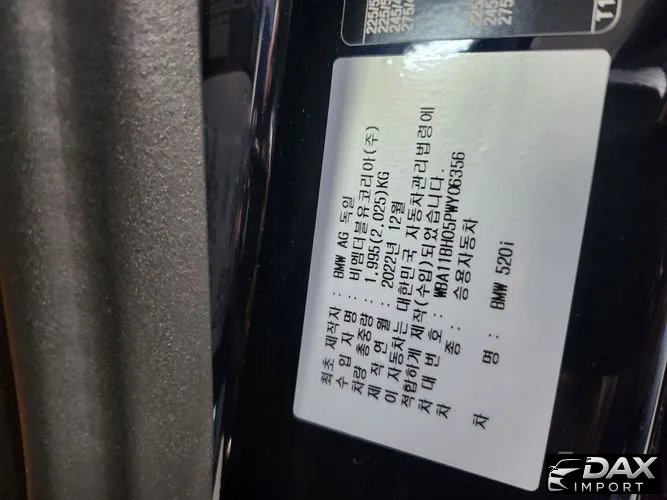 최초 제작자 : BMW AG 독일
수 입 자 명 : 비엠더블유코리아(주)
차량 총중량 : 1,995(2,025)KG
제 작 연 월 : 2022년 12월
이 자동차는 대한민국 자동차관리법령에
적합하게 제작(수입)되었습니다.
차 대 번 호 : WBA11BH05PWY06356
차 종 : 승용자동차
차 명 : BMW 520i
DAX
IMPORT